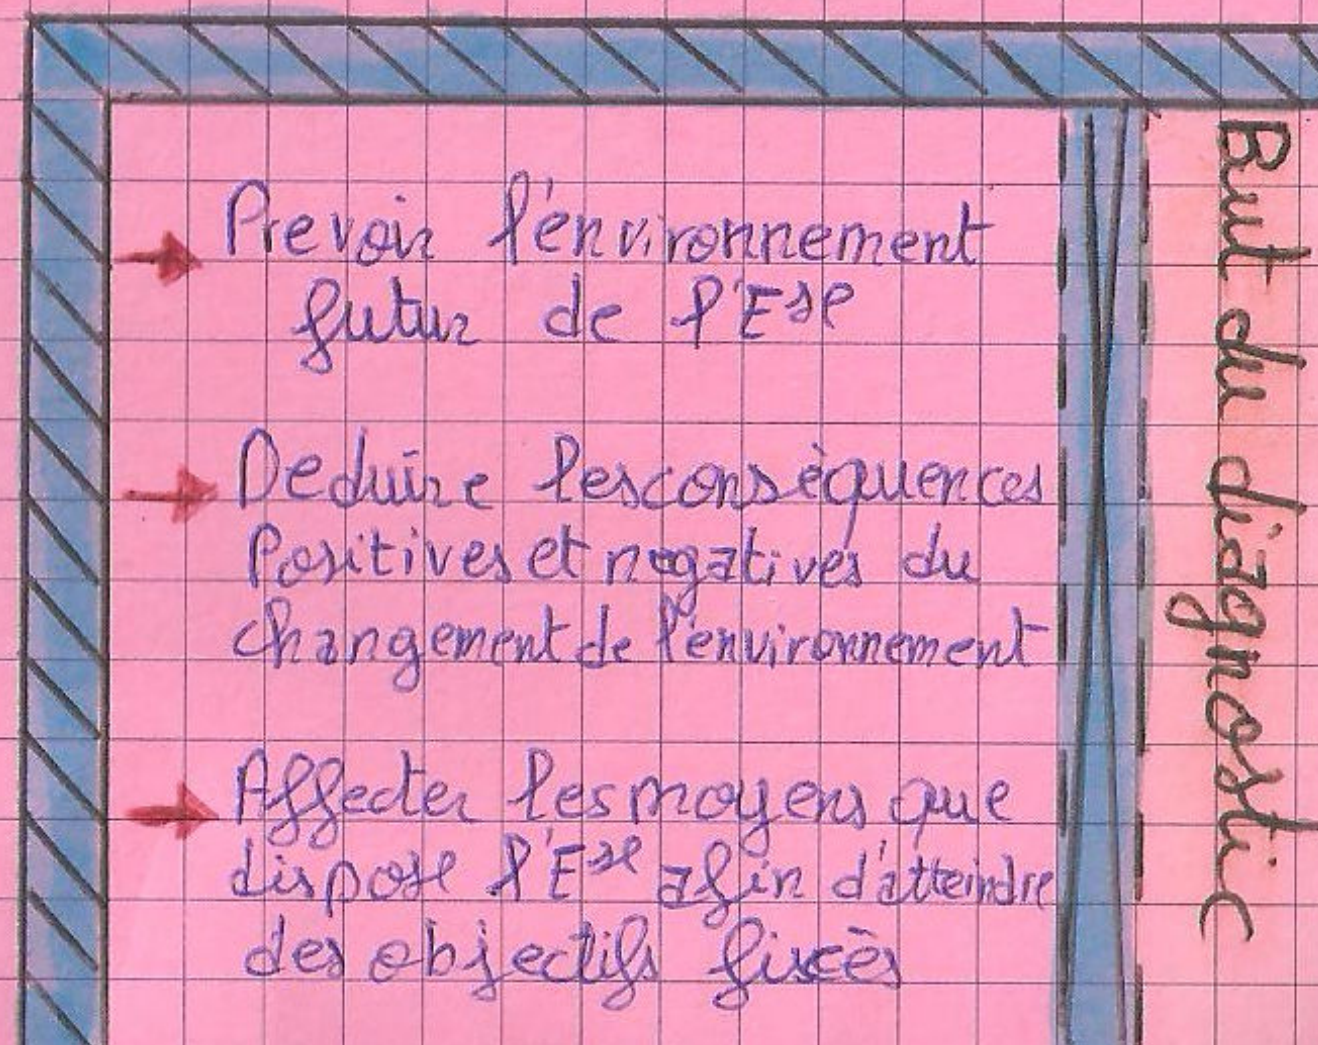 But du diagnostic
Prevoir l'environnement
futur de l'Ese
Deduire les conséquences
Positives et negatives du
changement de l'environnement
Affecter les moyens que
dispose l'Ese afin d'atteindre
des objectifs fixcès